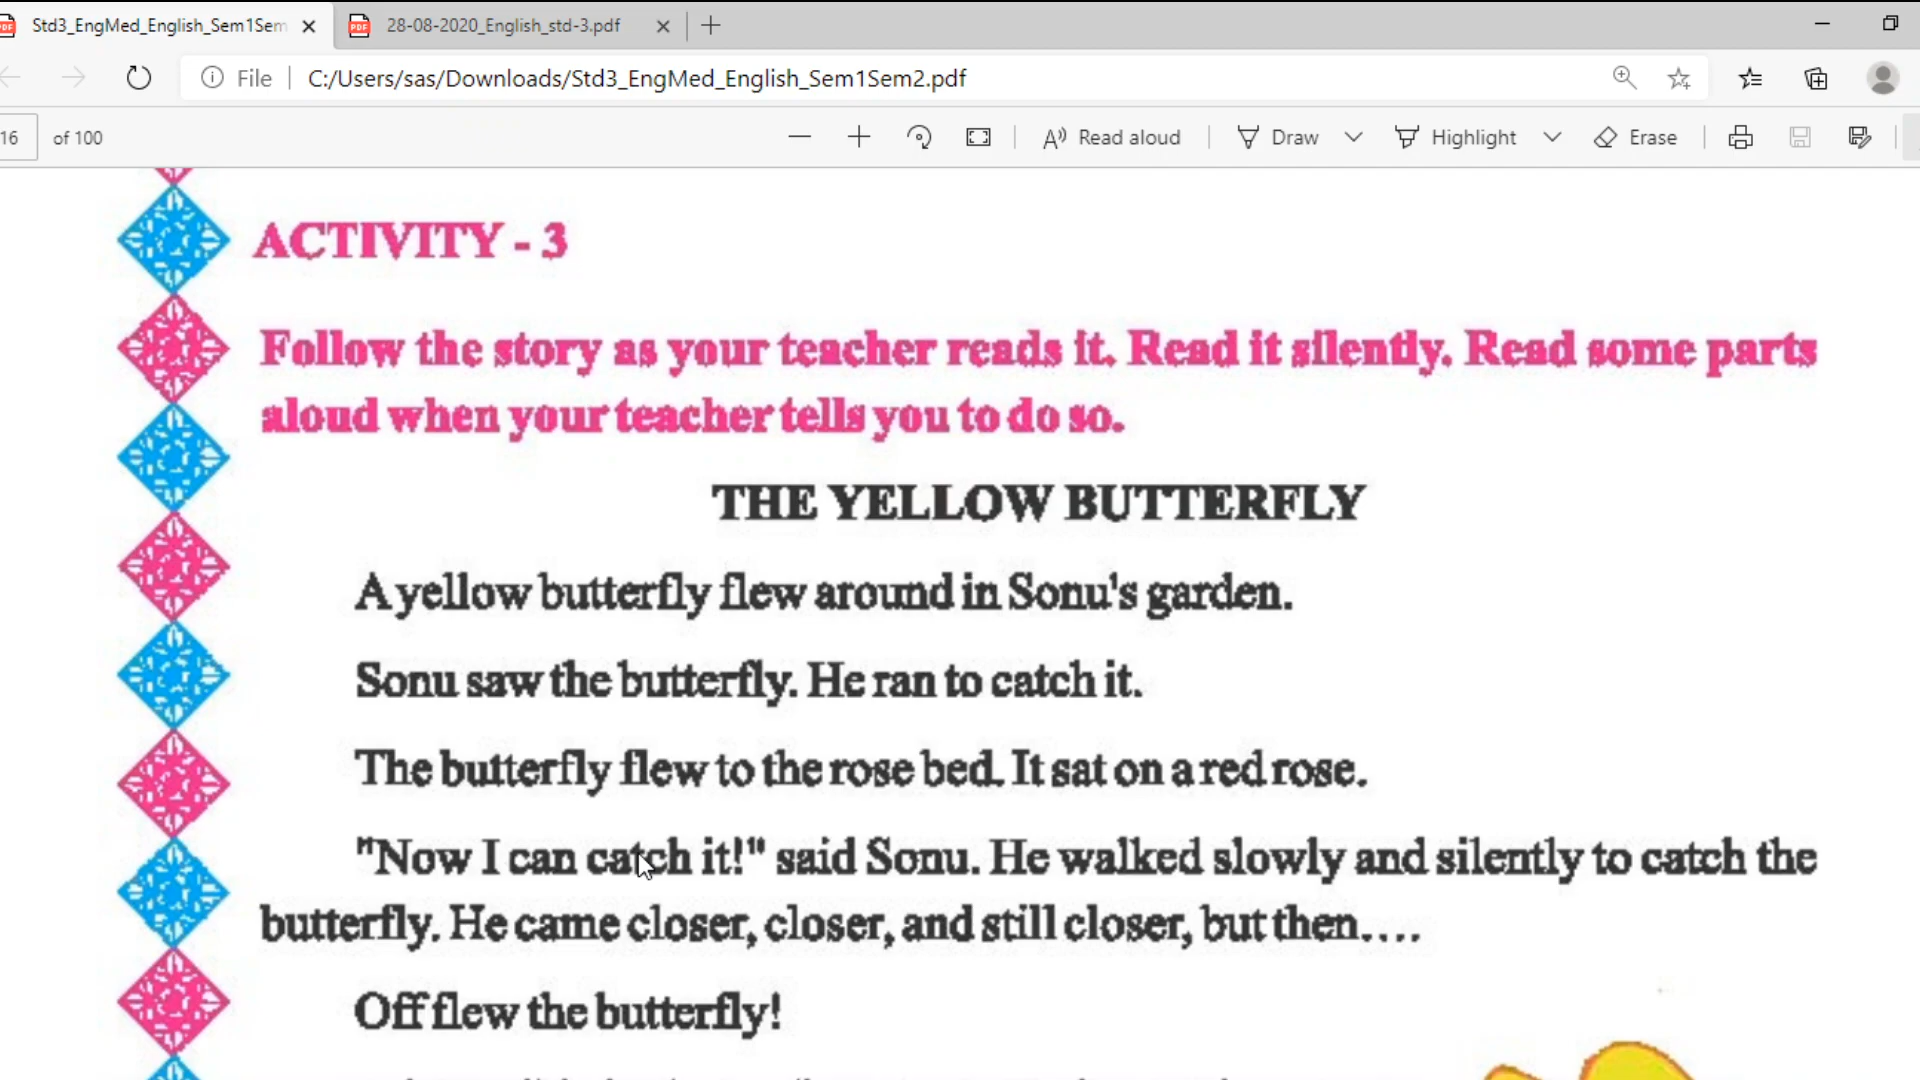 Std3_EngMed_English_Sem1Sem
28-08-2020_English_std-3.pdf
File
C:/Users/sas/Downloads/Std3_EngMed_English_Sem1Sem2.pdf
16 of 100
Read aloud
Draw
Highlight
Erase
ACTIVITY - 3
Follow the story as your teacher reads it. Read it silently. Read some parts
aloud when your teacher tells you to do so.
THE YELLOW BUTTERFLY
A yellow butterfly flew around in Sonu's garden.
Sonu saw the butterfly. He ran to catch it.
The butterfly flew to the rose bed. It sat on a red rose.
"Now I can catch it!" said Sonu. He walked slowly and silently to catch the
butterfly. He came closer, closer, and still closer, but then....
Off flew the butterfly!